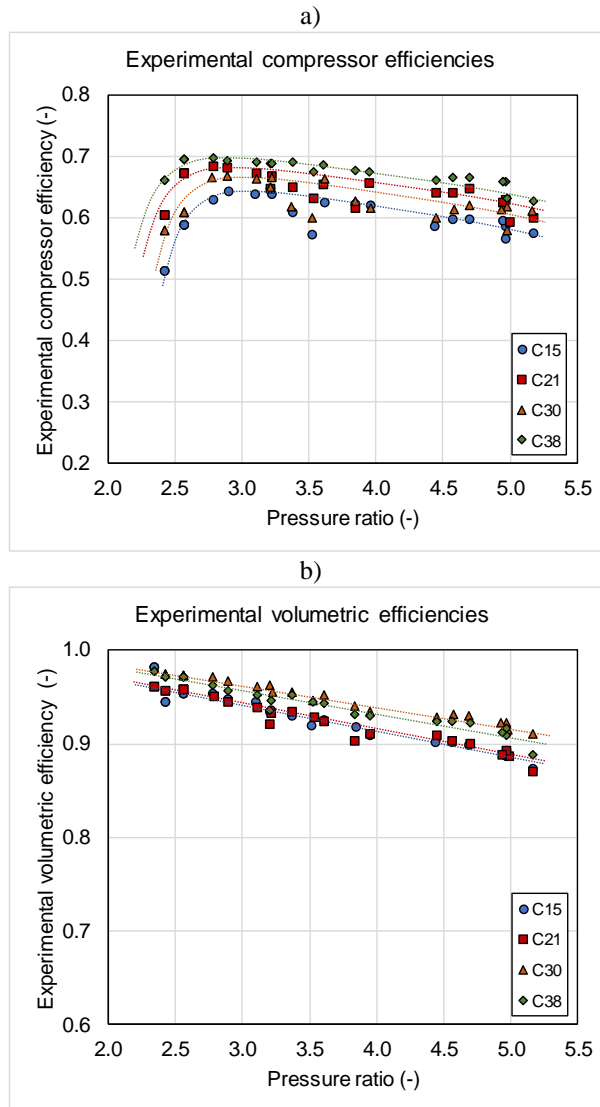 a)
Experimental compressor efficiencies
Experimental compressor efficiency (-)
0.8
0.7
0.6
0.5
0.4
0.3
0.2
C15
C21
C30
C38
2.0 2.5 3.0 3.5 4.0 4.5 5.0 5.5
Pressure ratio (-)
b)
Experimental volumetric efficiencies
Experimental volumetric efficiency (-)
1.0
0.9
0.8
0.7
0.6
C15
C21
C30
C38
2.0 2.5 3.0 3.5 4.0 4.5 5.0 5.5
Pressure ratio (-)